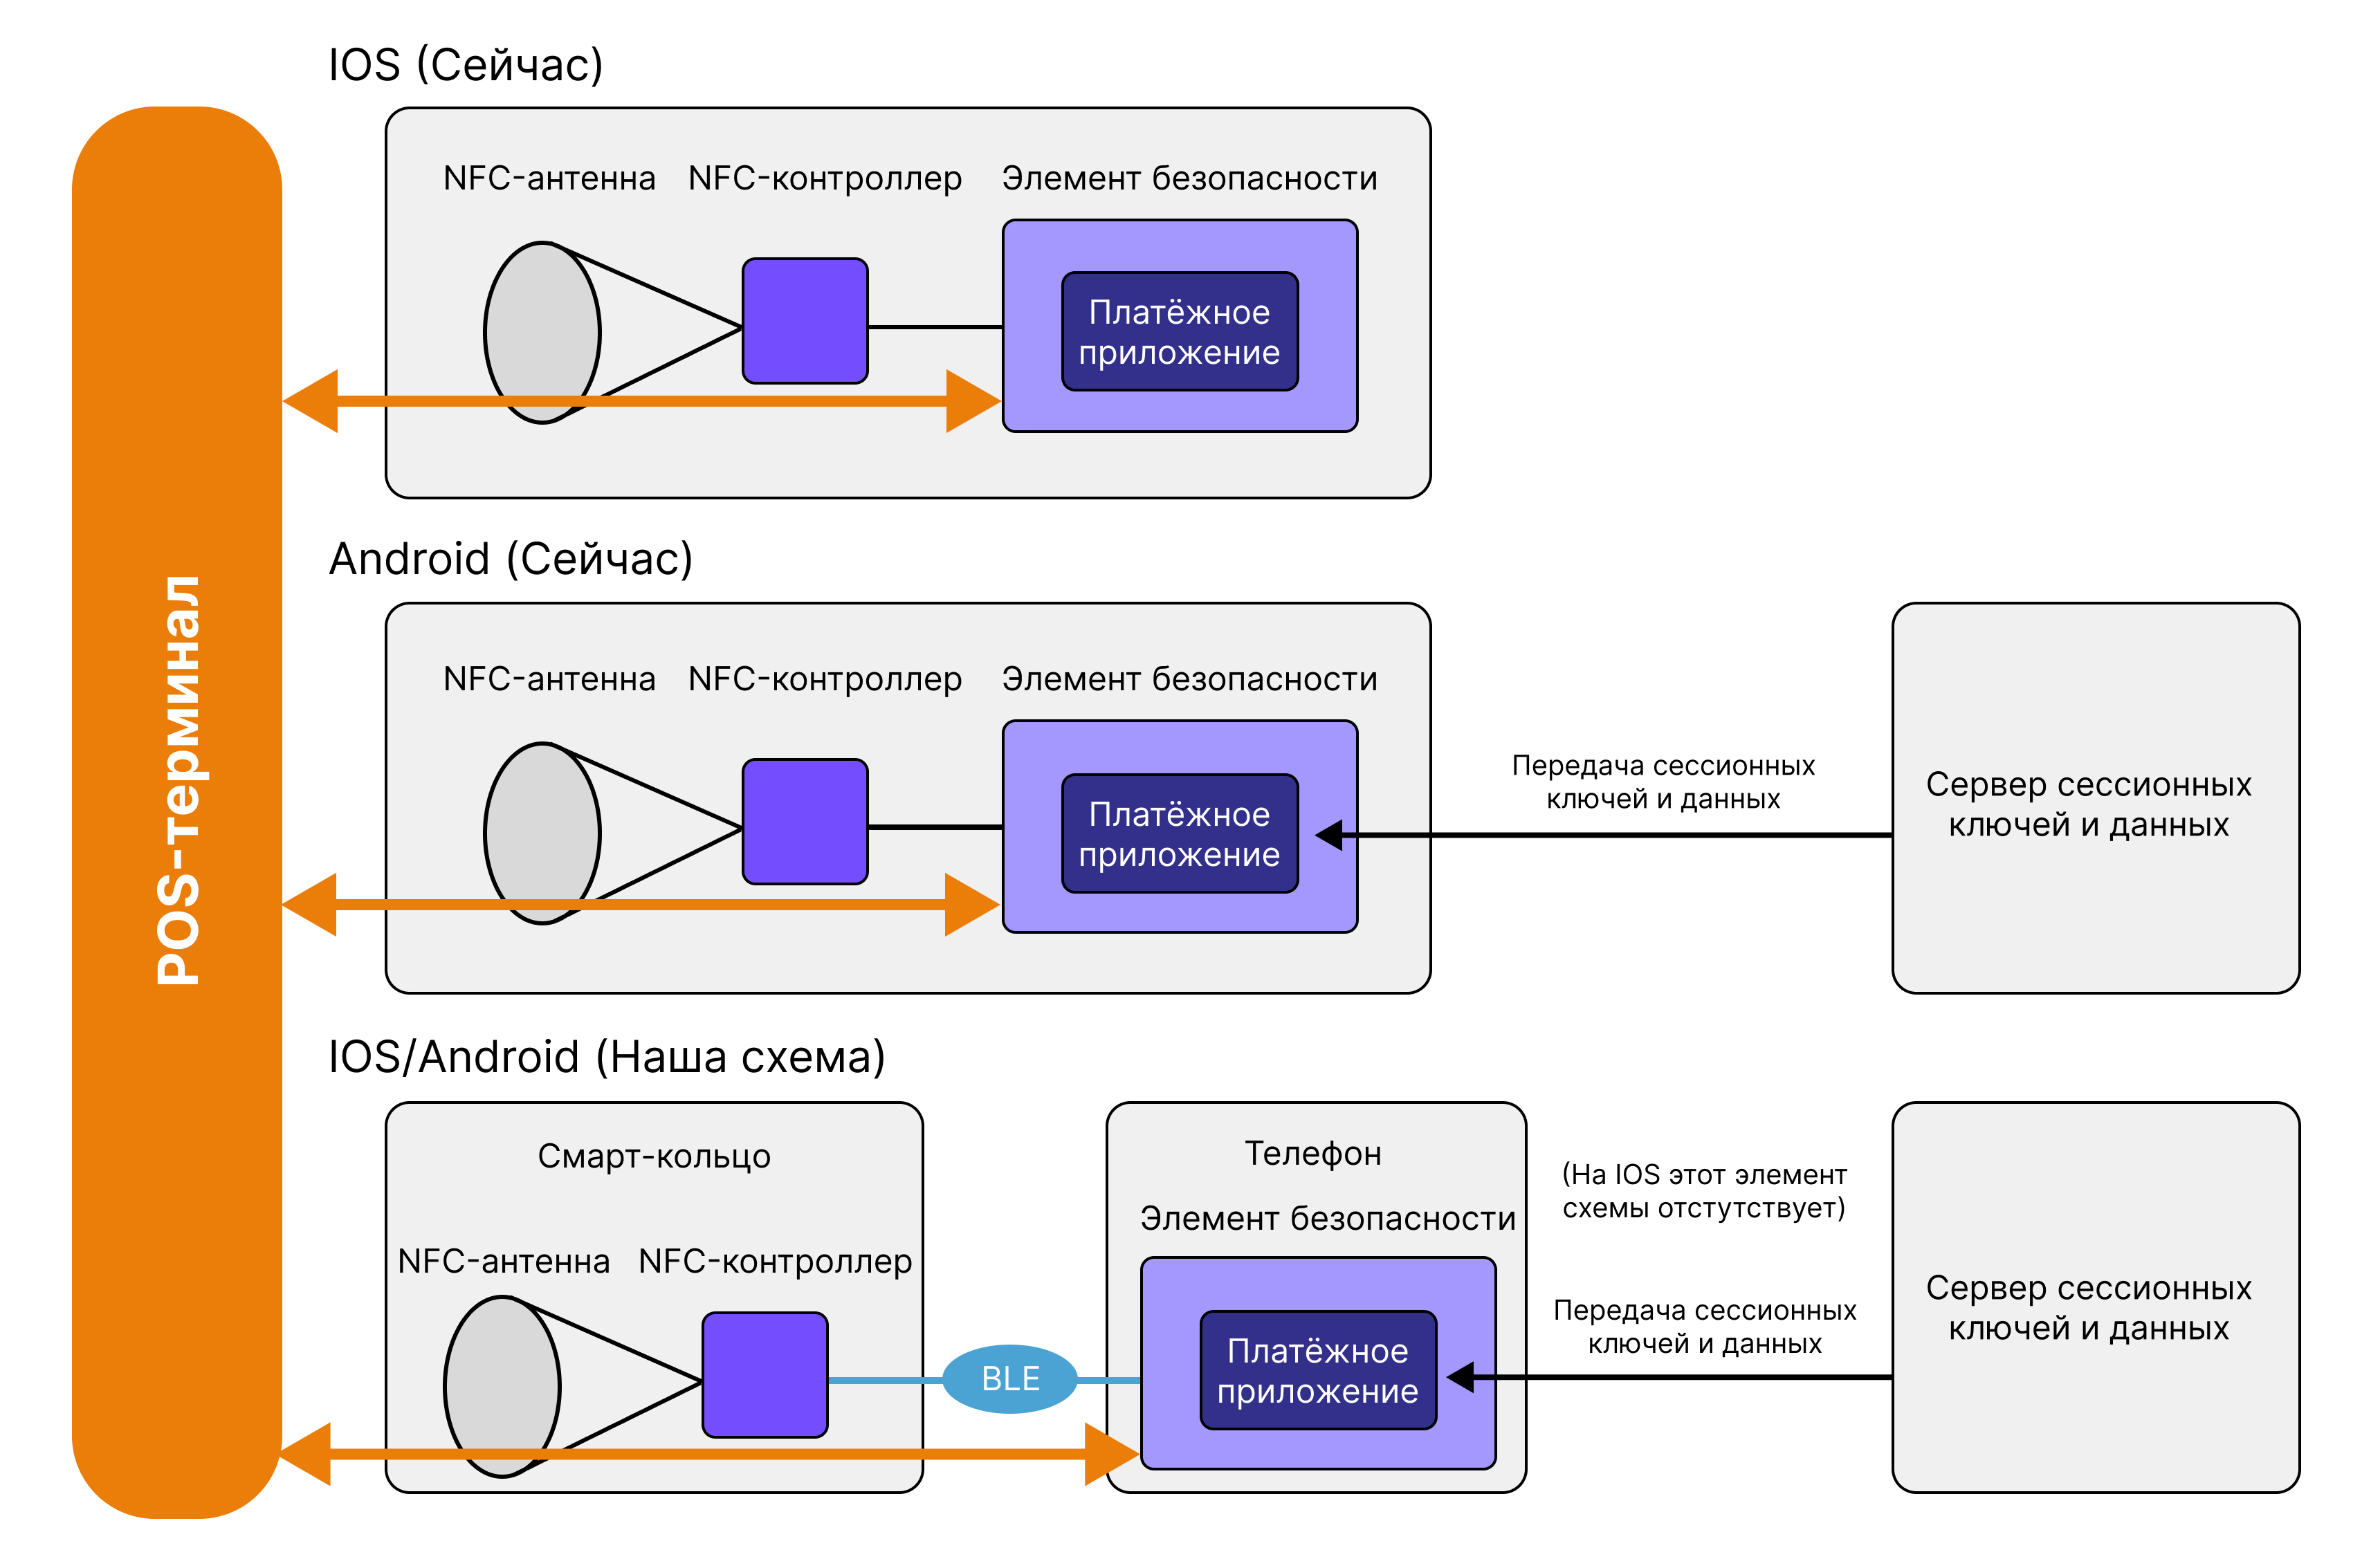 IOS (Сейчас)
NFC-антенна
NFC-контроллер
Элемент безопасности
Платёжное
приложение
POS-терминал
Android (Сейчас)
NFC-антенна
NFC-контроллер
Элемент безопасности
Платёжное
приложение
Передача сессионных
ключей и данных
Сервер сессионных
ключей и данных
IOS/Android (Наша схема)
Смарт-кольцо
NFC-антенна
NFC-контроллер
BLE
Телефон
Элемент безопасности
Платёжное
приложение
(На IOS этот элемент
схемы отстутствует)
Передача сессионных
ключей и данных
Сервер сессионных
ключей и данных